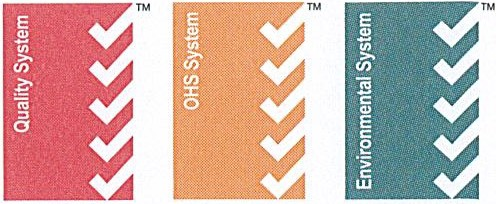 Quality System
TM
OHS System
TM
Environmental System
TM